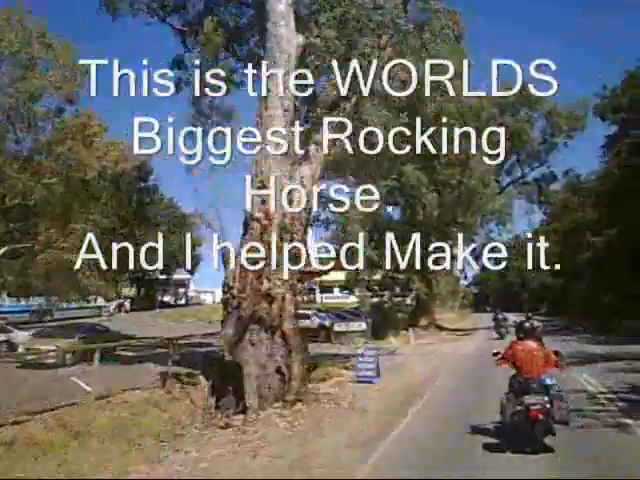 This is the WORLDS
Biggest Rocking
Horse.
And I helped Make it.